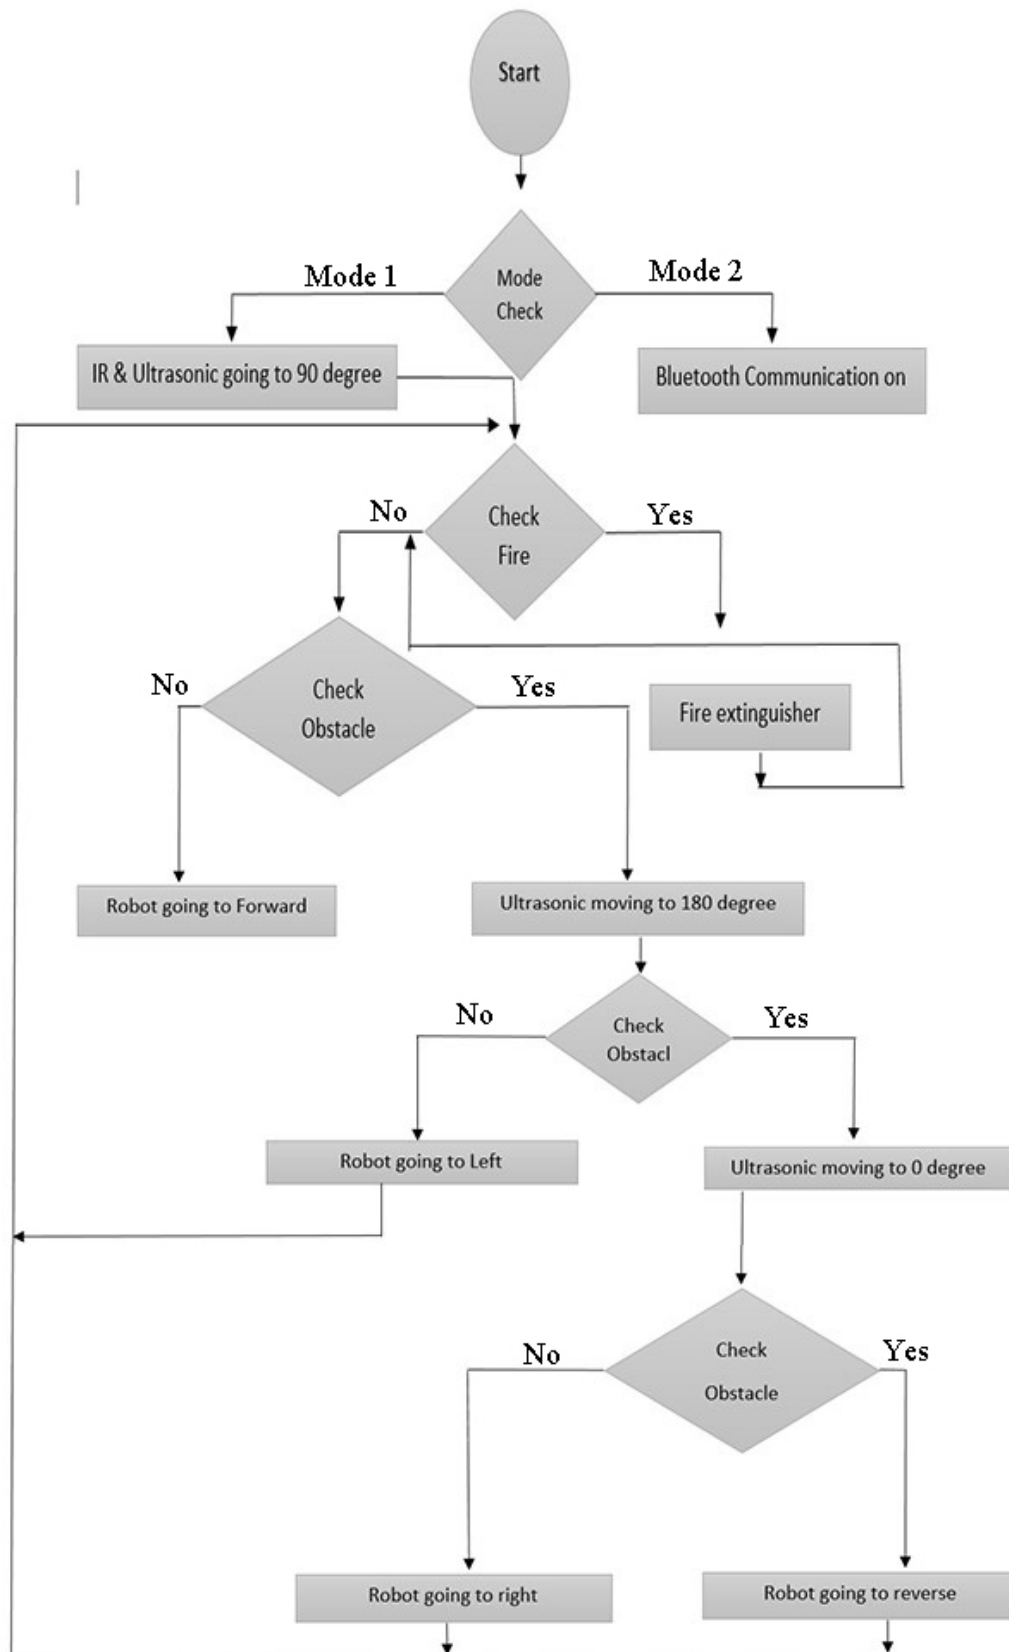 Start
Mode 1
Mode
Check
Mode 2
IR & Ultrasonic going to 90 degree
Bluetooth Communication on
No
Check
Fire
Yes
No
Check
Obstacle
Yes
Fire extinguisher
Robot going to Forward
Ultrasonic moving to 180 degree
No
Check
Obstacl
Yes
Robot going to Left
Ultrasonic moving to 0 degree
No
Check
Obstacle
Yes
Robot going to right
Robot going to reverse